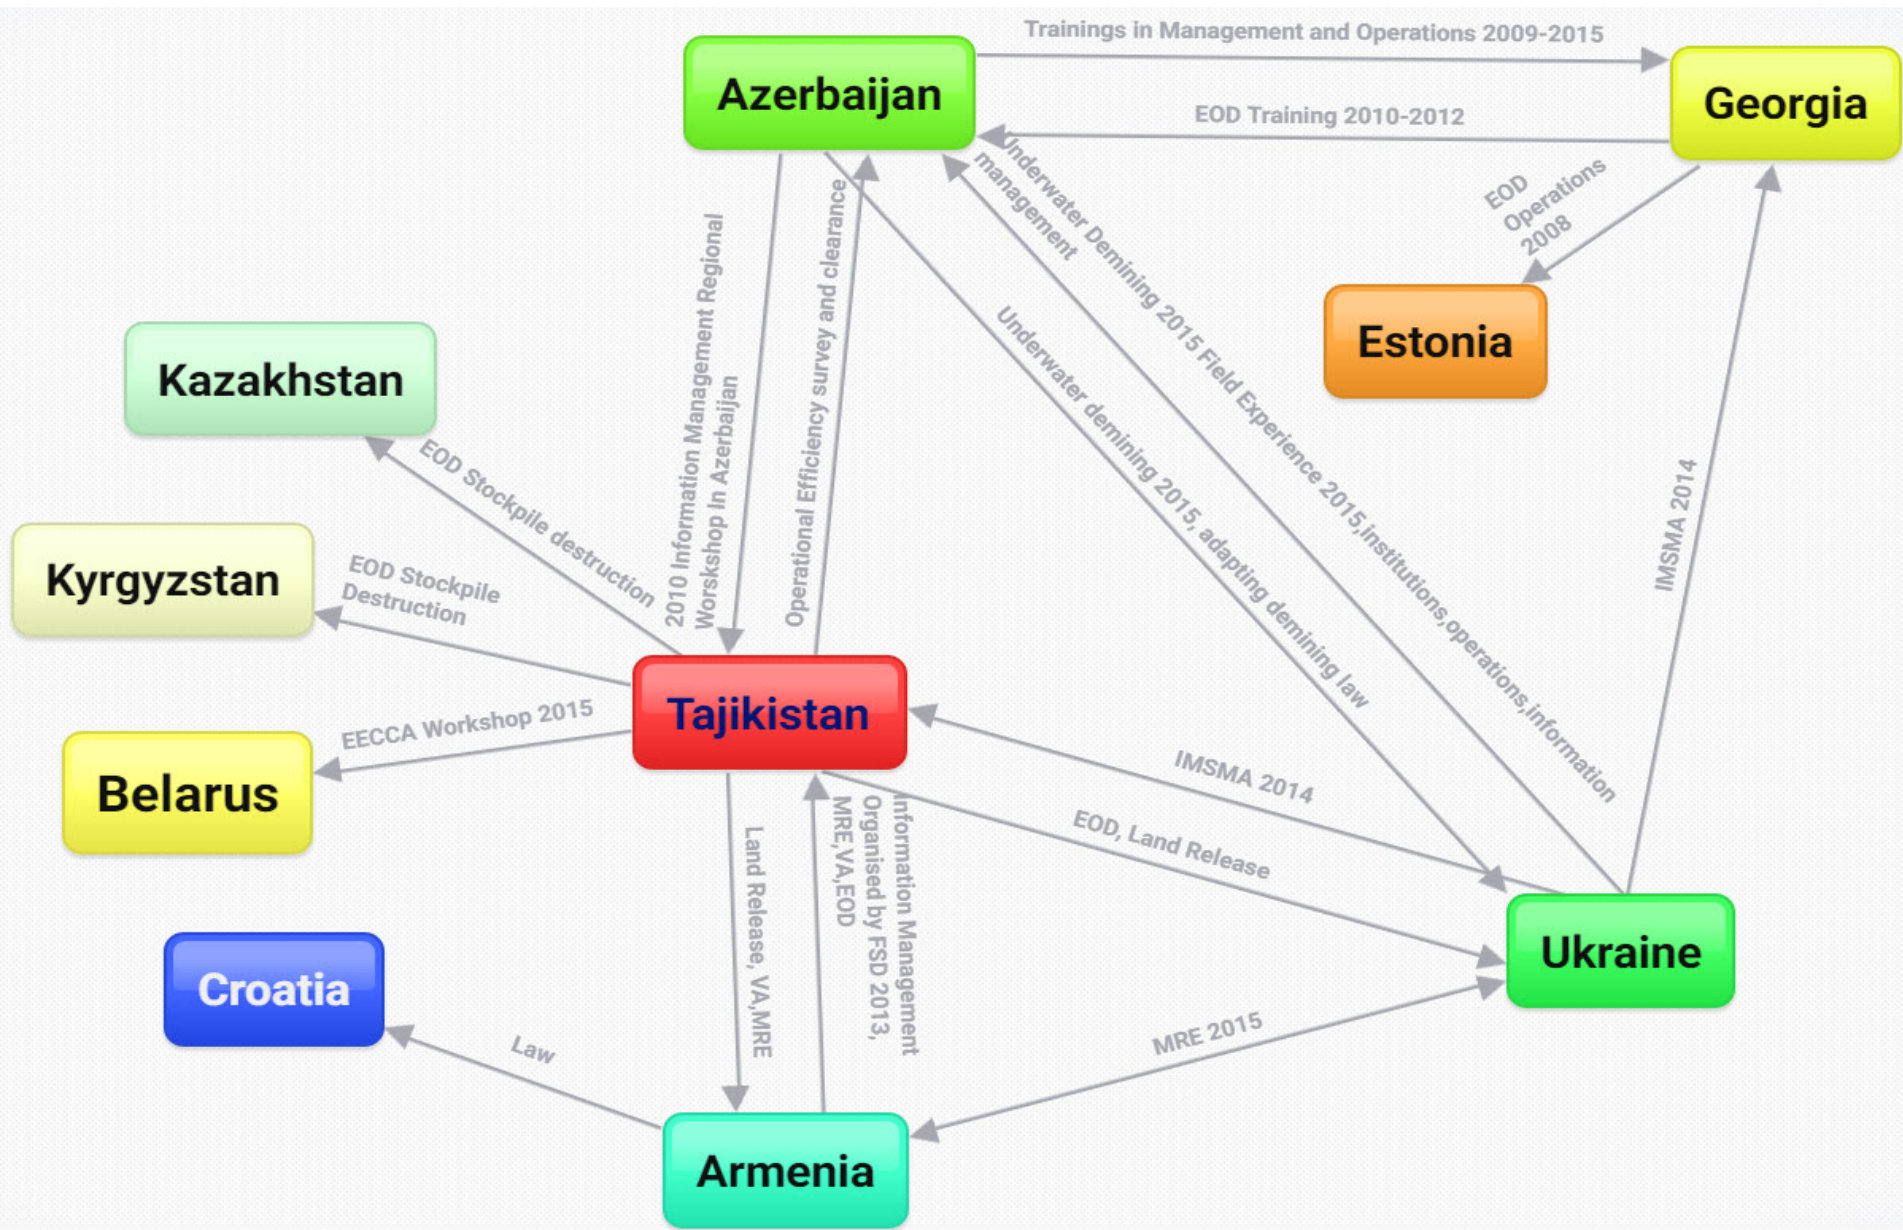 Trainings in Management and Operations 2009-2015
Azerbaijan
Georgia
EOD Training 2010-2012
EOD
Operations
2008
Underwater Demining 2015 Field Experience 2015,institutions,operations,information
management
2010 Information Management Regional
Worskshop In Azerbaijan
Operational Efficiency survey and clearance
Underwater demining 2015, adapting demining law
Estonia
Kazakhstan
EOD Stockpile destruction
IMSMA 2014
Kyrgyzstan
EOD Stockpile
Destruction
Tajikistan
EECCA Workshop 2015
Belarus
IMSMA 2014
EOD, Land Release
Land Release, VA,MRE
Information Management
Organised by FSD 2013,
MRE,VA,EOD
Ukraine
Croatia
Law
MRE 2015
Armenia